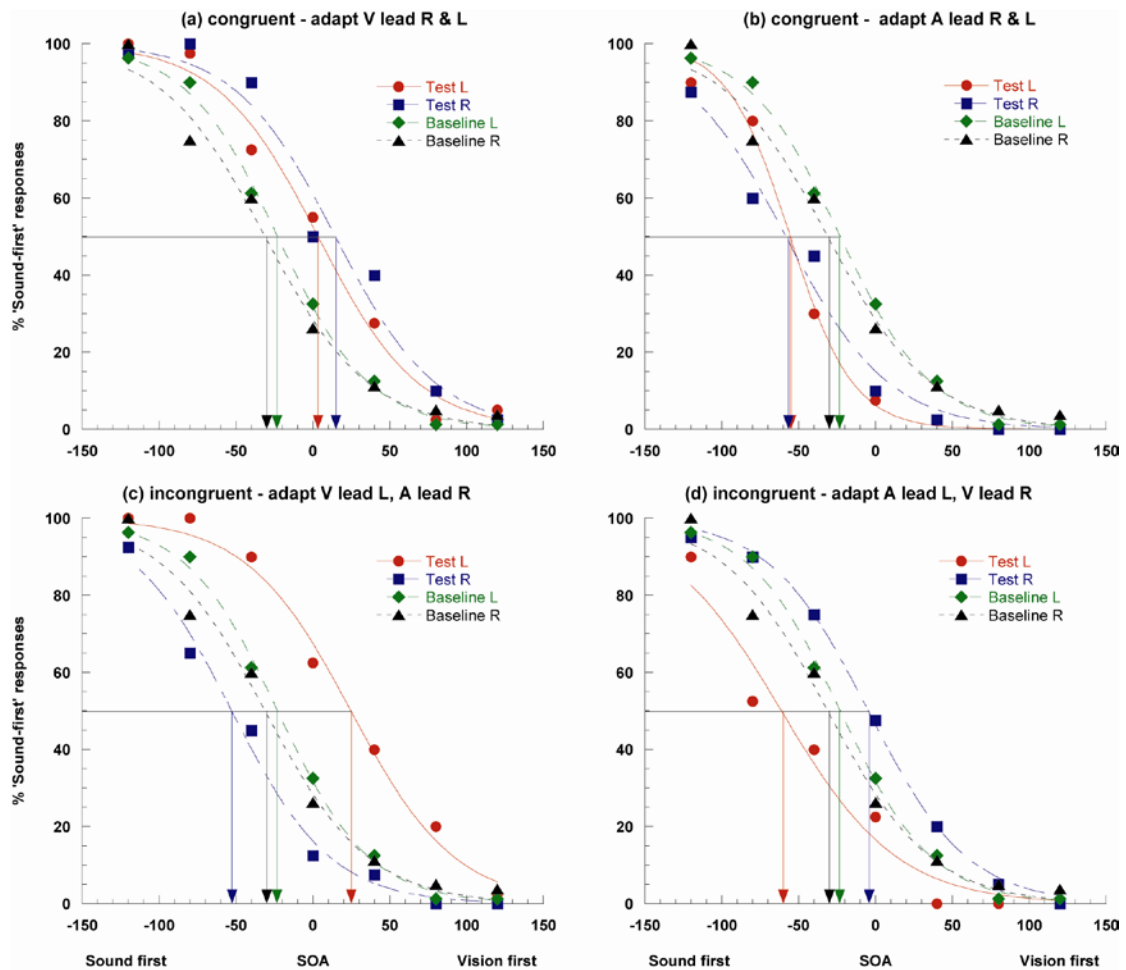 (a) congruent - adapt V lead R & L
% 'Sound-first' responses
100
80
60
40
20
0
Test L
Test R
Baseline L
Baseline R
-150 -100 -50 0 50 100 150
(b) congruent - adapt A lead R & L
100
80
60
40
20
0
Test L
Test R
Baseline L
Baseline R
-150 -100 -50 0 50 100 150
(c) incongruent - adapt V lead L, A lead R
% 'Sound-first' responses
100
80
60
40
20
0
Test L
Test R
Baseline L
Baseline R
-150 -100 -50 0 50 100 150
Sound first SOA Vision first
(d) incongruent - adapt A lead L, V lead R
100
80
60
40
20
0
Test L
Test R
Baseline L
Baseline R
-150 -100 -50 0 50 100 150
Sound first SOA Vision first